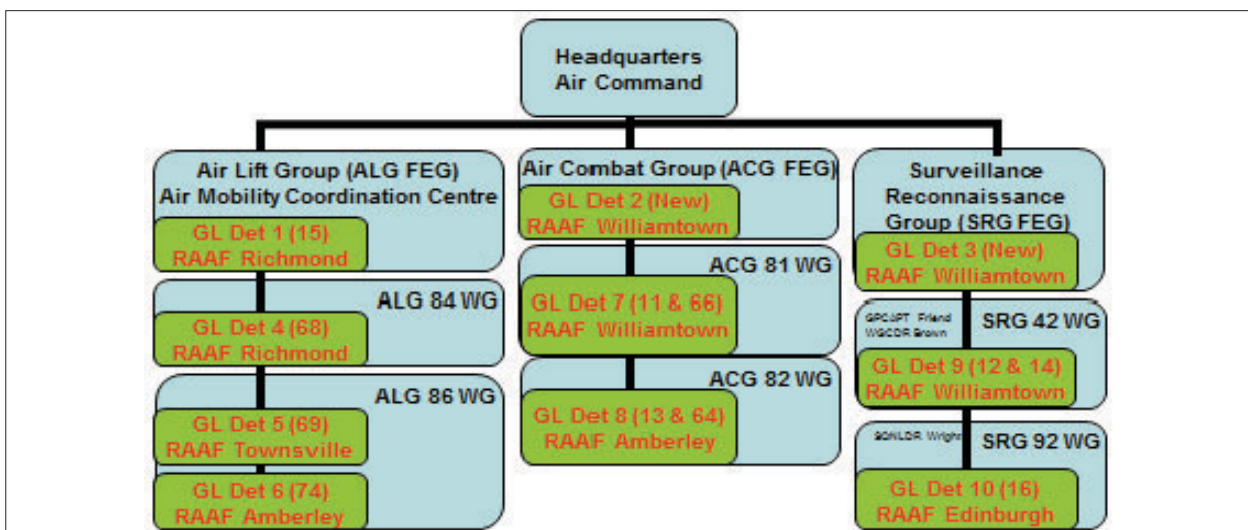 Headquarters
Air Command
Air Lift Group (ALG FEG)
Air Mobility Coordination Centre
GL Det 1 (15)
RAAF Richmond
ALG 84 WG
GL Det 4 (68)
RAAF Richmond
ALG 86 WG
GL Det 5 (69)
RAAF Townsville
GL Det 6 (74)
RAAF Amberley
Air Combat Group (ACG FEG)
GL Det 2 (New)
RAAF Williamtown
ACG 81 WG
GL Det 7 (11 & 66)
RAAF Williamtown
ACG 82 WG
GL Det 8 (13 & 64)
RAAF Amberley
Surveillance
Reconnaissance
Group (SRG FEG)
GL Det 3 (New)
RAAF Williamtown
Friend
WGCDR Brown
SRG 42 WG
GL Det 9 (12 & 14)
RAAF Williamtown
SQNLDR Wright
SRG 92 WG
GL Det 10 (16)
RAAF Edinburgh